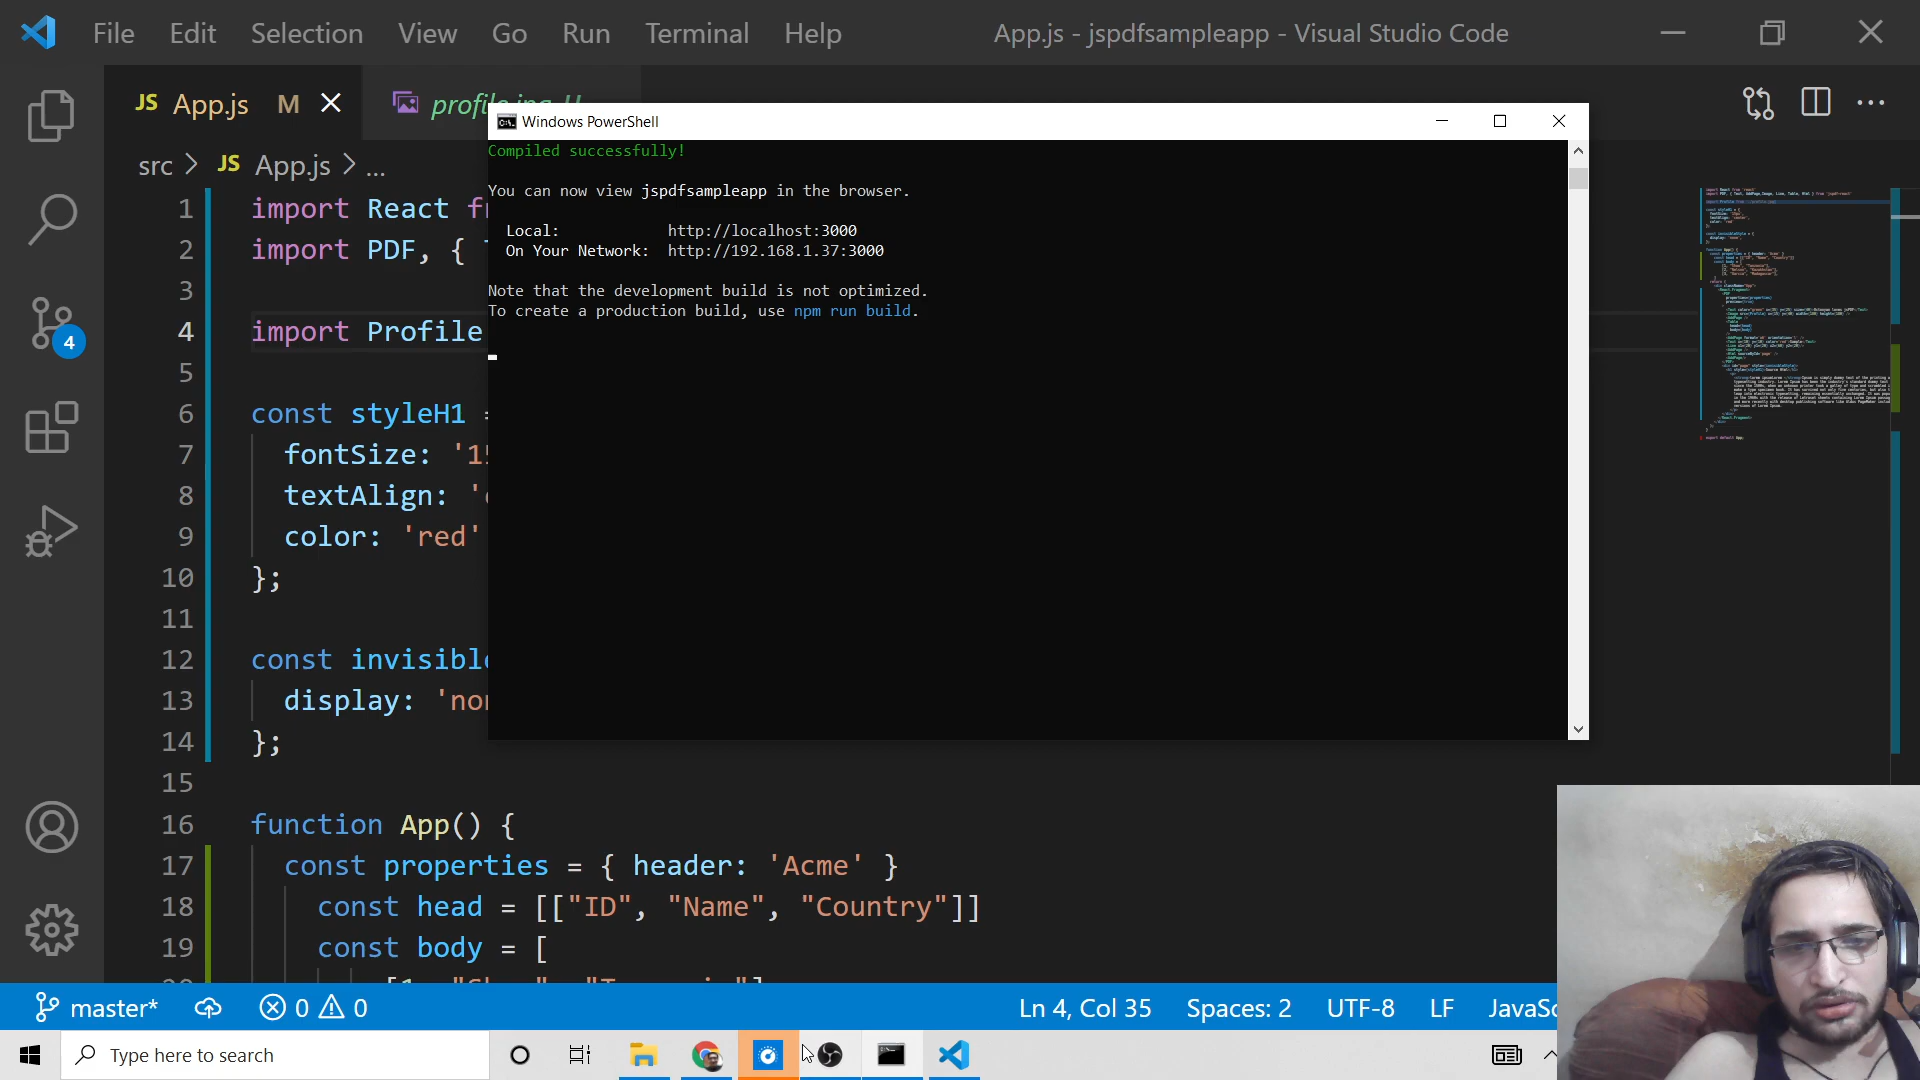 File Edit Selection View Go Run Terminal Help
App.js - jspdfsampleapp - Visual Studio Code
JS App.js M
src > JS App.js > ...
Windows PowerShell
Compiled successfully!
You can now view jspdfsampleapp in the browser.
Local: http://localhost:3000
On Your Network: http://192.168.1.37:3000
Note that the development build is not optimized.
To create a production build, use npm run build.
1 import React
2 import PDF, {
3
4 import Profile
5
6 const styleH1
7 fontSize:
8 textAlign:
9 color: 'red'
10 };
11
12 const
13 display:
14 };
15
16 function App() {
17 const properties = { header: 'Acme' }
18 const head = [["ID", "Name", "Country"]]
19 const body = [
4
master* 0 0
Ln 4, Col 35 Spaces: 2 UTF-8 LF
Type here to search